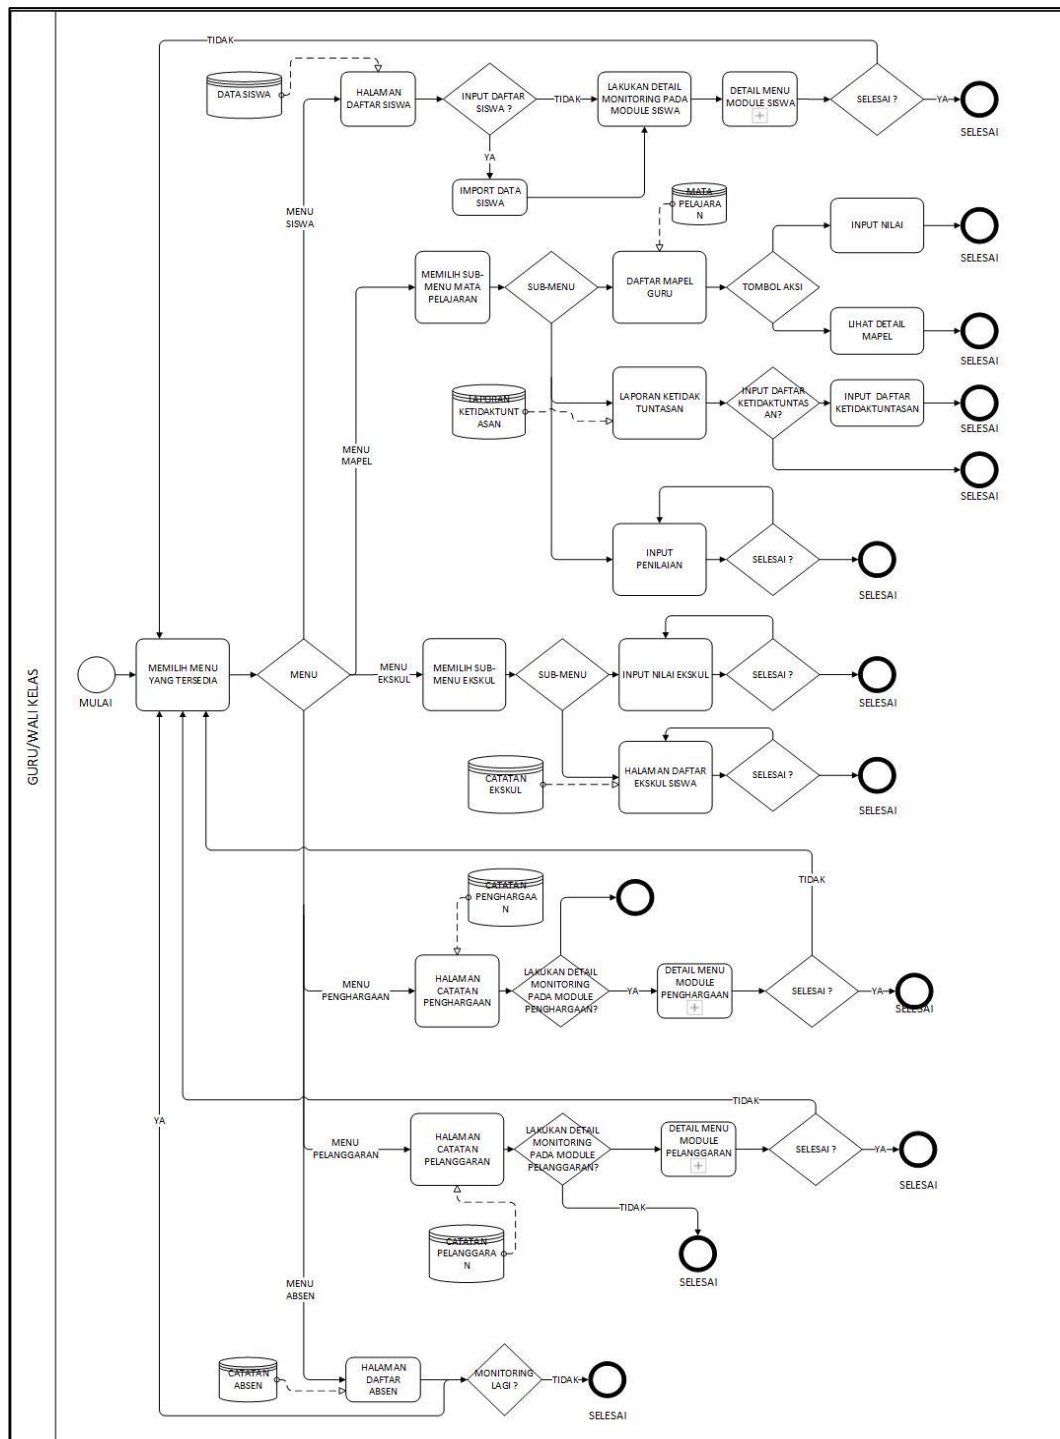 TIDAK
DATA SISWA
HALAMAN
DAFTAR SISWA
INPUT DAFTAR
SISWA ?
TIDAK
LAKUKAN DETAIL
MONITORING PADA
MODULE SISWA
DETAIL MENU
MODULE SISWA
SELESAI ?
YA
SELESAI
YA
IMPORT DATA
SISWA
MENU
SISWA
MATA
PELAJARA
N
MEMILIH SUB-
MENU MATA
PELAJARAN
SUB-MENU
DAFTAR MAPEL
GURU
TOMBOL AKSI
INPUT NILAI
SELESAI
LIHAT DETAIL
MAPEL
SELESAI
LAPORAN
KETIDAKTUNT
ASAN
LAPORAN KETIDAK
TUNTASAN
INPUT DAFTAR
KETIDAKTUNTAS
AN?
INPUT DAFTAR
KETIDAKTUNTASAN
SELESAI
SELESAI
MENU
MAPEL
INPUT
PENILAIAN
SELESAI ?
SELESAI
GURU/WALI KELAS
MULAI
MEMILIH MENU
YANG TERSEDIA
MENU
MENU
EKSKUL
MEMILIH SUB-
MENU EKSKUL
SUB-MENU
INPUT NILAI EKSKUL
SELESAI ?
SELESAI
CATATAN
EKSKUL
HALAMAN DAFTAR
EKSKUL SISWA
SELESAI ?
SELESAI
TIDAK
CATATAN
PENGHARGAA
N
MENU
PENGHARGAAN
HALAMAN
CATATAN
PENGHARGAAN
LAKUKAN DETAIL
MONITORING
PADA MODULE
PENGHARGAAN?
YA
DETAIL MENU
MODULE
PENGHARGAAN
SELESAI ?
YA
SELESAI
TIDAK
YA
MENU
PELANGGARAN
HALAMAN
CATATAN
PELANGGARAN
LAKUKAN DETAIL
MONITORING
PADA MODULE
PELANGGARAN?
DETAIL MENU
MODULE
PELANGGARAN
SELESAI ?
YA
SELESAI
TIDAK
SELESAI
CATATAN
PELANGGARA
N
MENU
ABSEN
CATATAN
ABSEN
HALAMAN
DAFTAR
ABSEN
MONITORING
LAGI ?
TIDAK
SELESAI